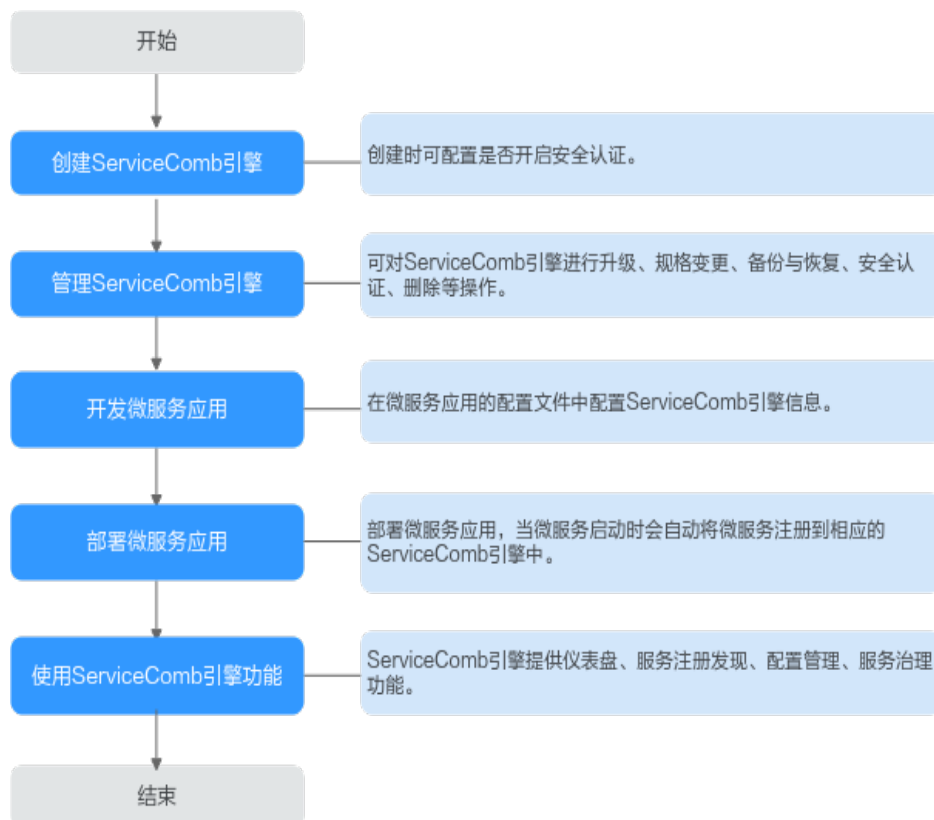 开始
创建ServiceComb引擎
创建时可配置是否开启安全认证。
管理ServiceComb引擎
可对ServiceComb引擎进行升级、规格变更、备份与恢复、安全认
证、删除等操作。
开发微服务应用
在微服务应用的配置文件中配置ServiceComb引擎信息。
部署微服务应用
部署微服务应用，当微服务启动时会自动将微服务注册到相应的
ServiceComb引擎中。
使用ServiceComb引擎功能
ServiceComb引擎提供仪表盘、服务注册发现、配置管理、服务治理
功能。
结束